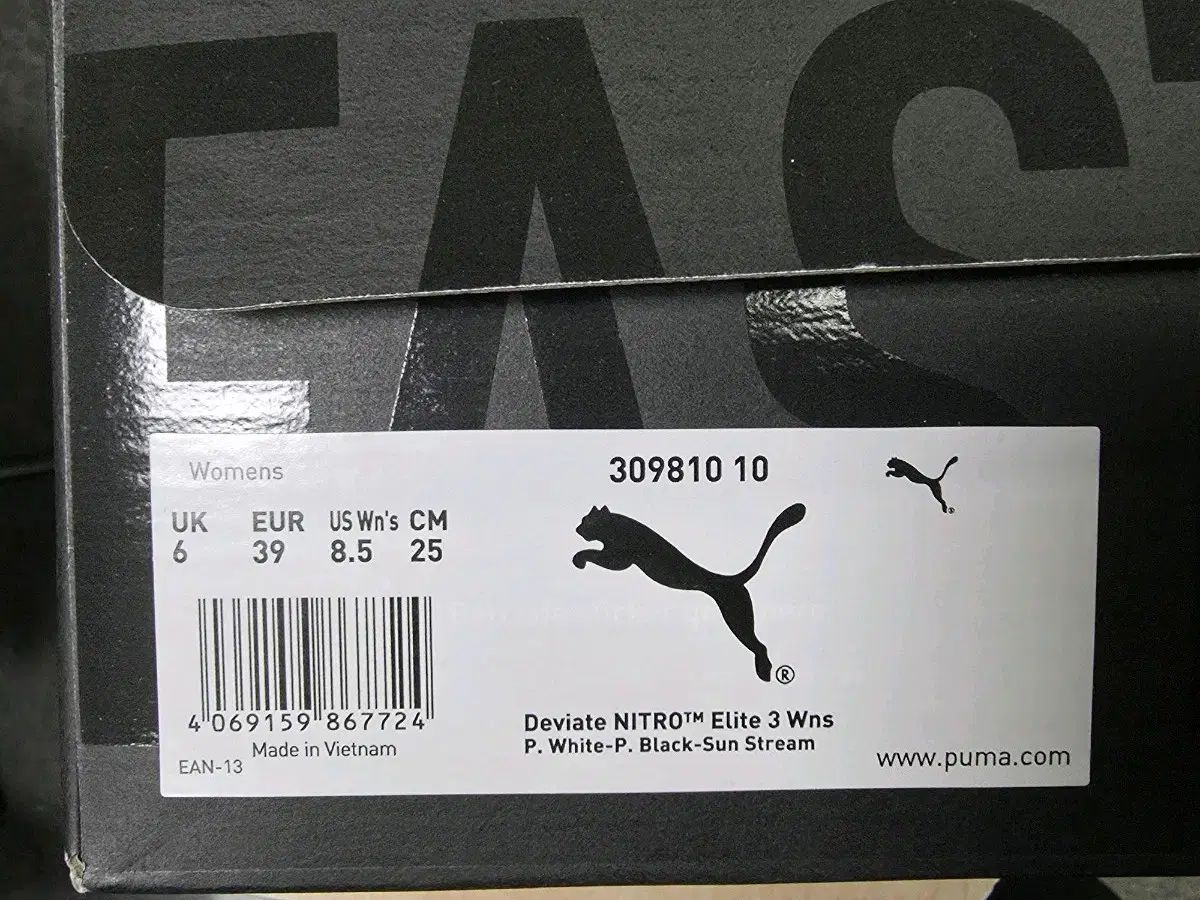 FAST
Womens
309810 10
UK EUR US Wn's CM
6 39 8.5 25
®
®
4 069159 867724
Made in Vietnam
EAN-13
Deviate NITRO™ Elite 3 Wns
P. White-P. Black-Sun Stream
www.puma.com